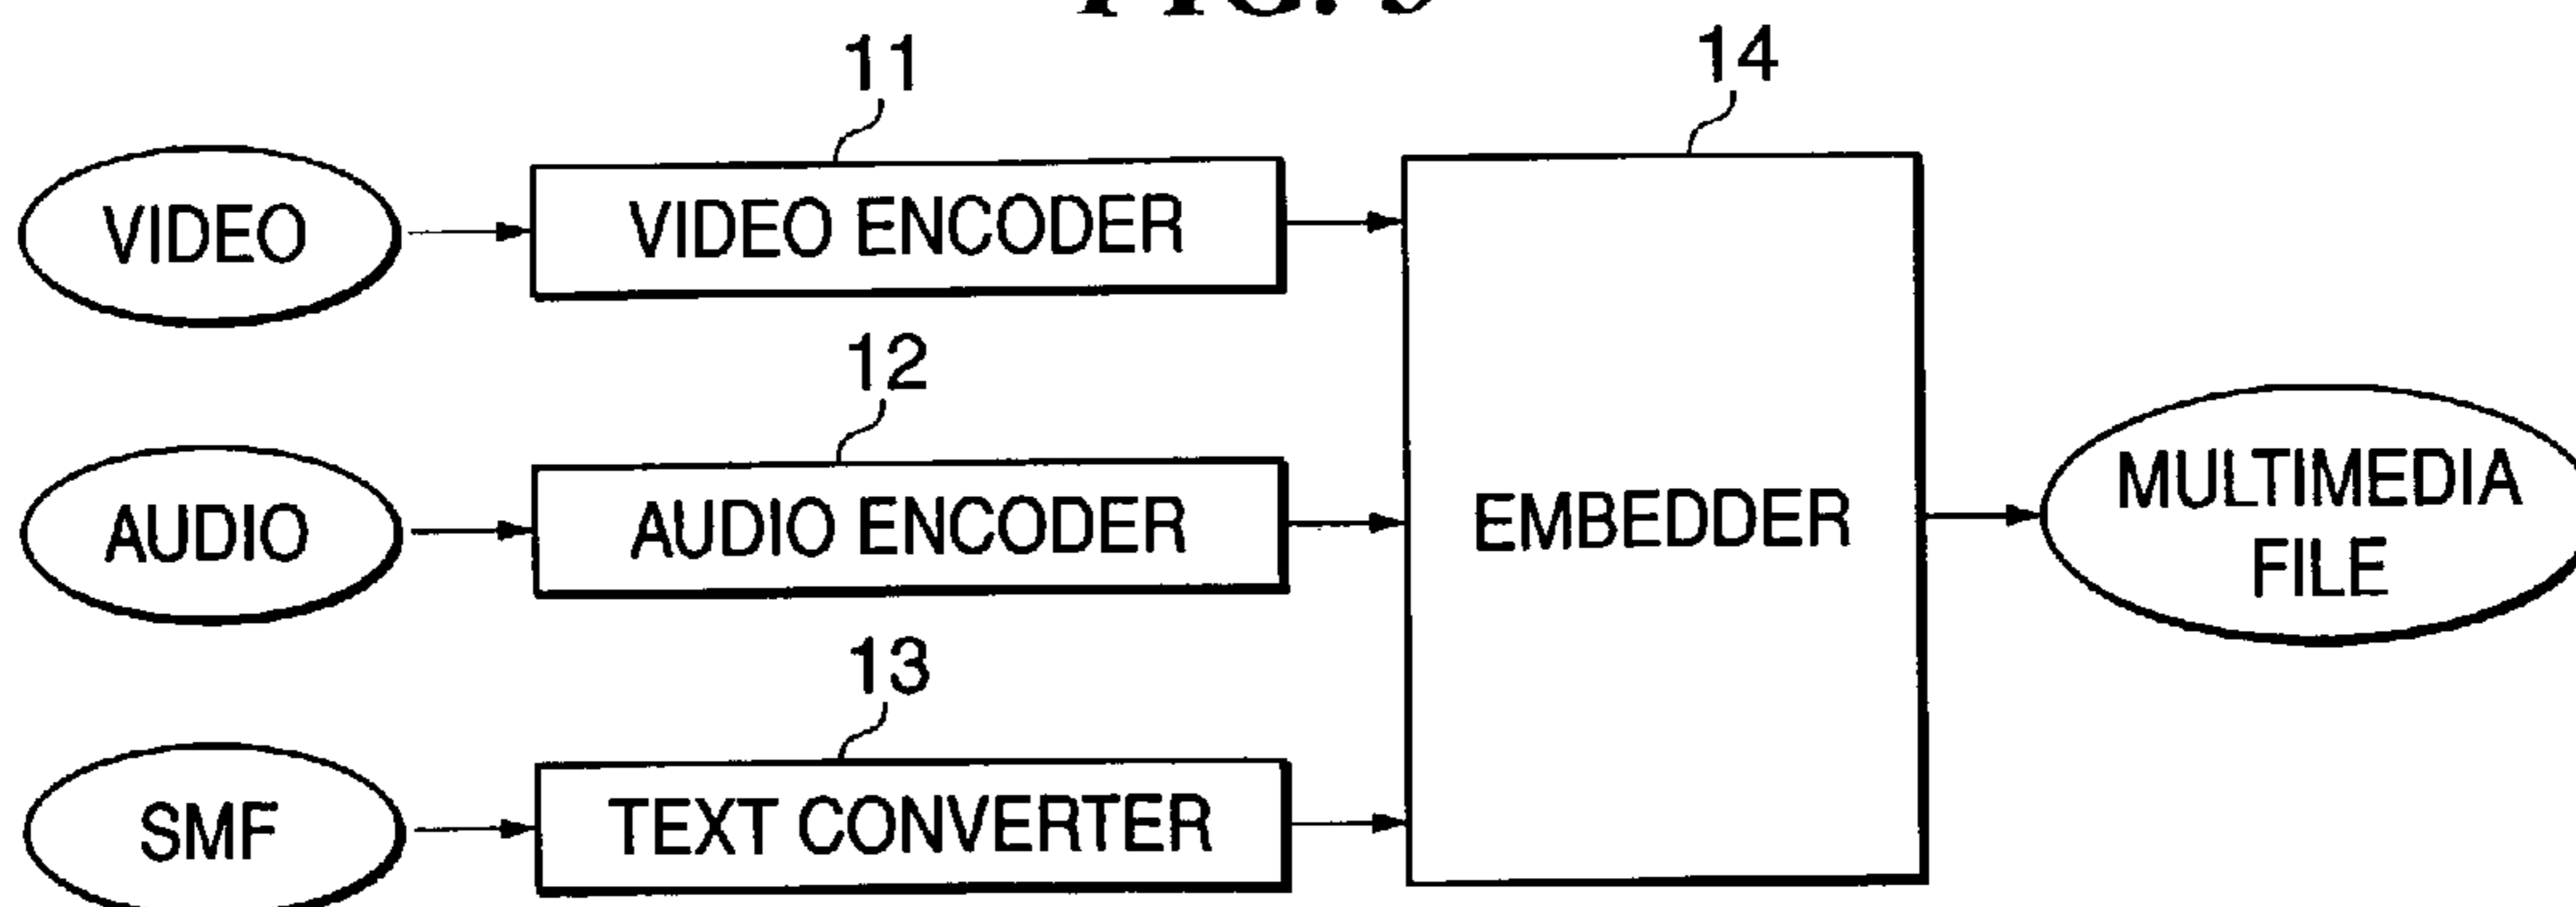 11
14
VIDEO
VIDEO ENCODER
12
AUDIO
AUDIO ENCODER
EMBEDDER
MULTIMEDIA
FILE
13
SMF
TEXT CONVERTER